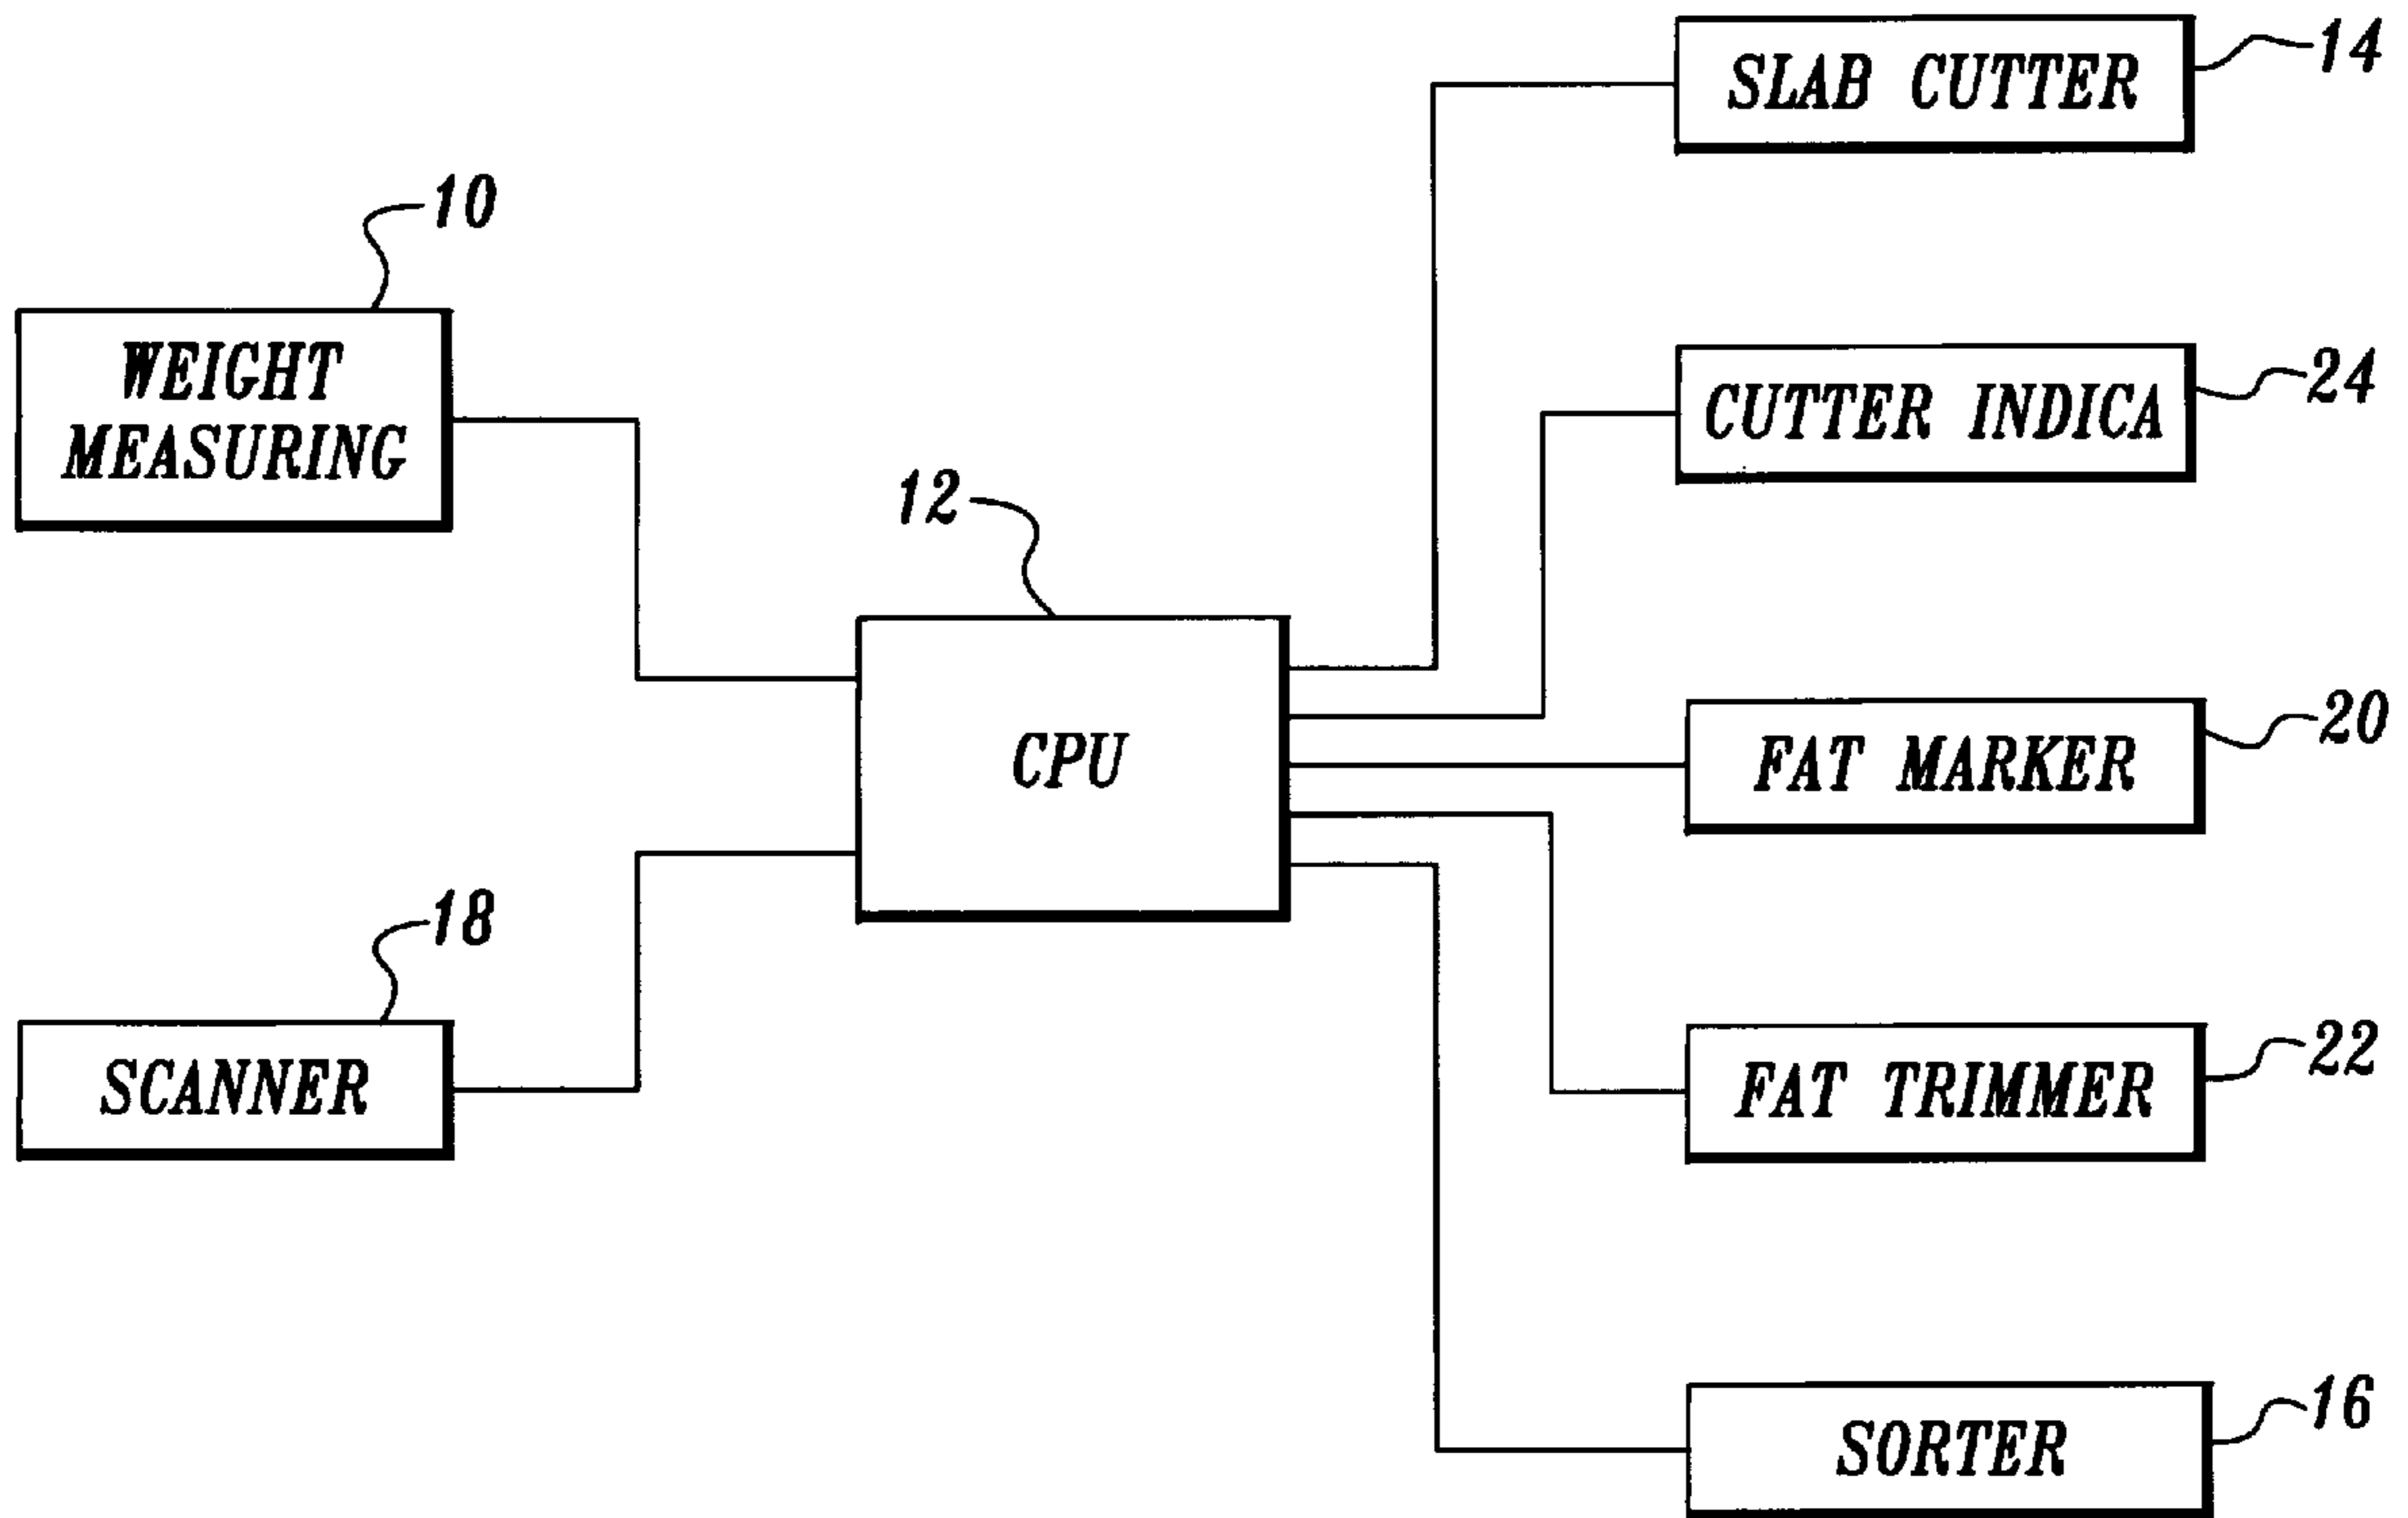 SLAB CUTTER
14
10
WEIGHT
MEASURING
CUTTER INDICA
24
12
CPU
FAT MARKER
20
18
SCANNER
FAT TRIMMER
22
SORTER
16